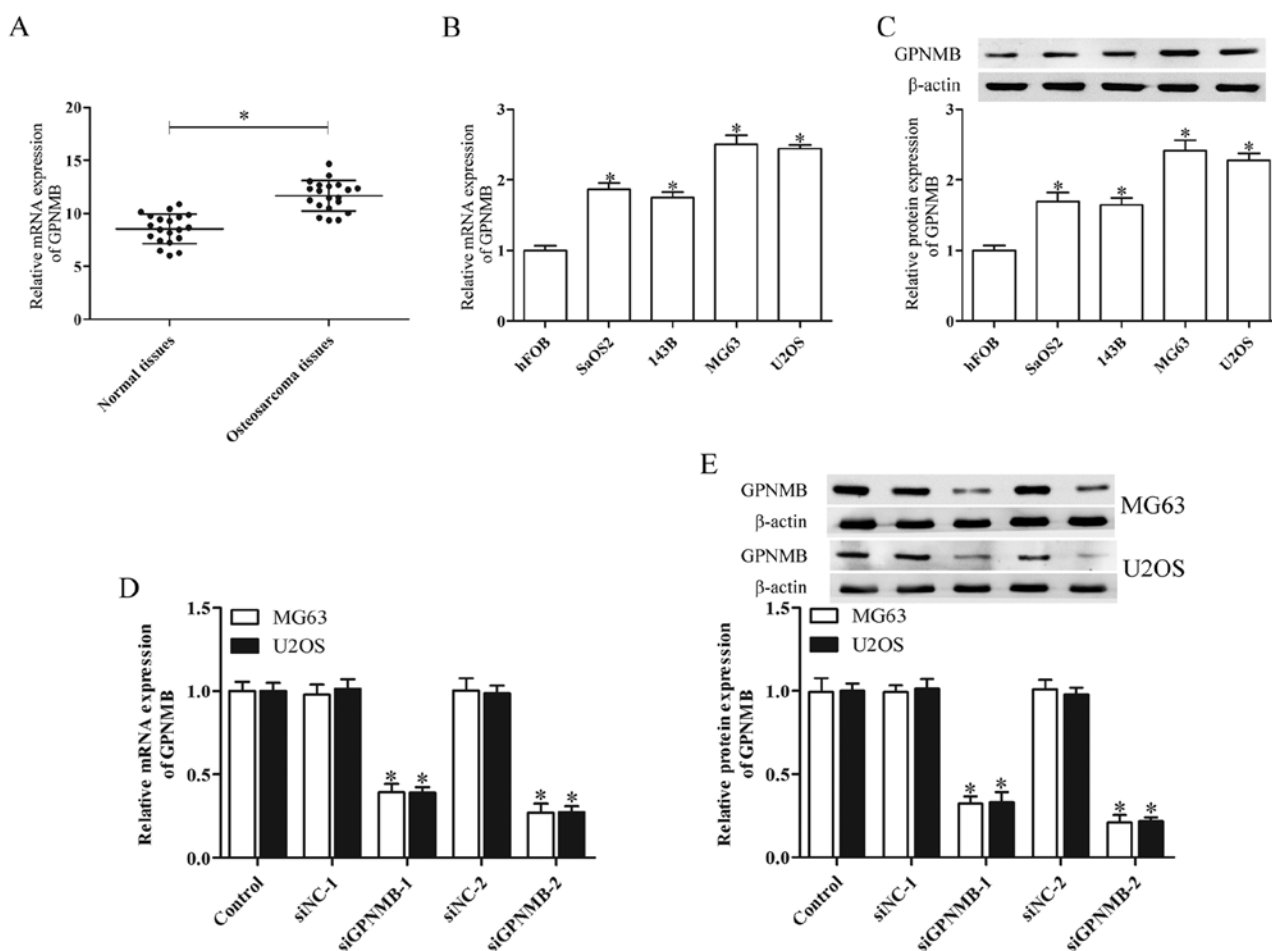 A
Relative mRNA expression
of GPNMB
20
15
10
5
0
*
Normal tissues
Osteosarcoma tissues
B
Relative mRNA expression
of GPNMB
3
2
1
0
*
*
*
*
hFOB
SaOS2
143B
MG63
U2OS
C
GPNMB
β-actin
Relative protein expression
of GPNMB
3
2
1
0
*
*
*
*
hFOB
SaOS2
143B
MG63
U2OS
D
MG63
U2OS
Relative mRNA expression
of GPNMB
1.5
1.0
0.5
0.0
* *
* *
Control
siNC-1
siGPNMB-1
siNC-2
siGPNMB-2
E
GPNMB
β-actin
MG63
GPNMB
β-actin
U2OS
MG63
U2OS
Relative protein expression
of GPNMB
1.5
1.0
0.5
0.0
* *
* *
Control
siNC-1
siGPNMB-1
siNC-2
siGPNMB-2